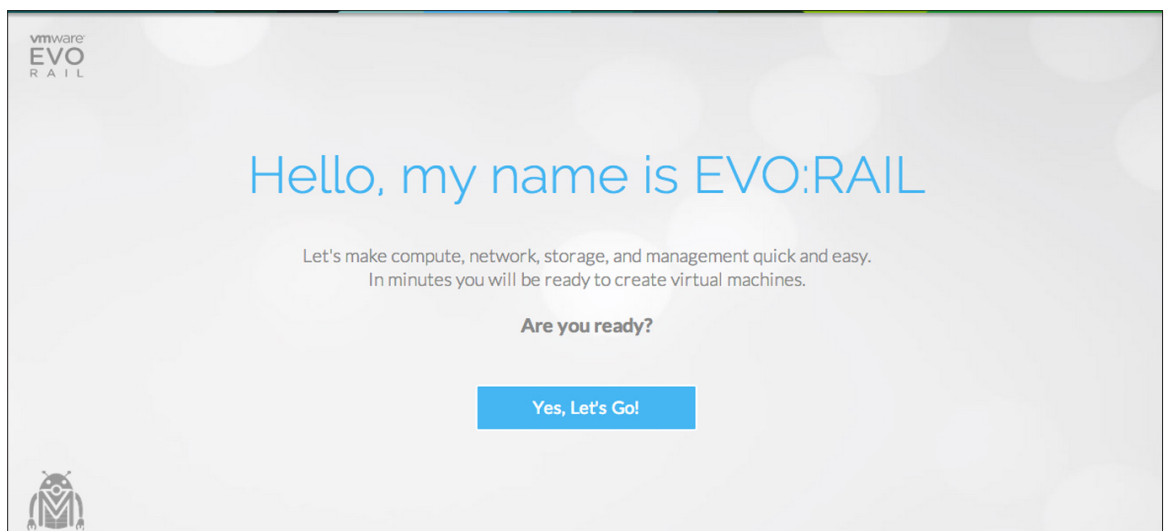 vmware
EVO
RAIL
Hello, my name is EVO:RAIL
Let's make compute, network, storage, and management quick and easy.
In minutes you will be ready to create virtual machines.
Are you ready?
Yes, Let's Go!